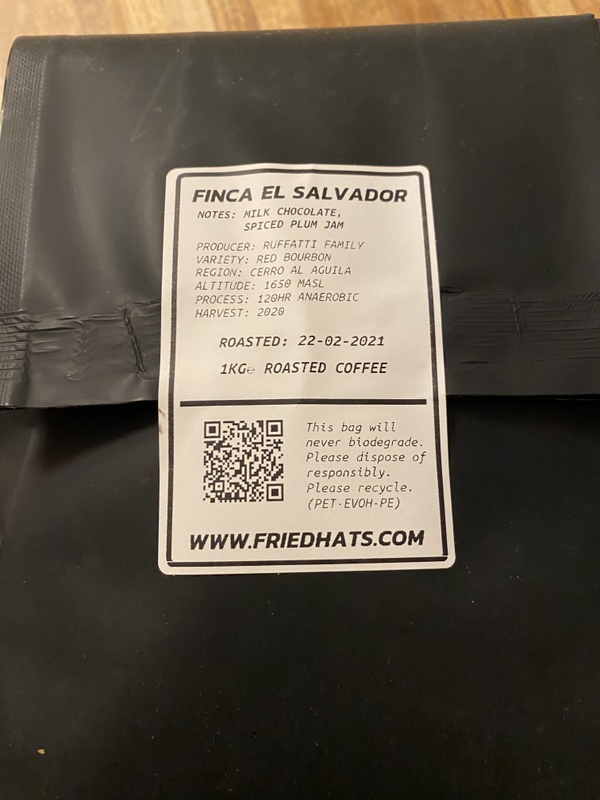 FINCA EL SALVADOR
NOTES: MILK CHOCOLATE,
SPICED PLUM JAM
PRODUCER: RUFFATTI FAMILY
VARIETY: RED BOURBON
REGION: CERRO AL AGUILA
ALTITUDE: 1650 MASL
PROCESS: 120HR ANAEROBIC
HARVEST: 2020
ROASTED: 22-02-2021
1KG℮ ROASTED COFFEE
This bag will
never biodegrade.
Please dispose of
responsibly.
Please recycle.
(PET-EVOH-PE)
WWW.FRIEDHATS.COM